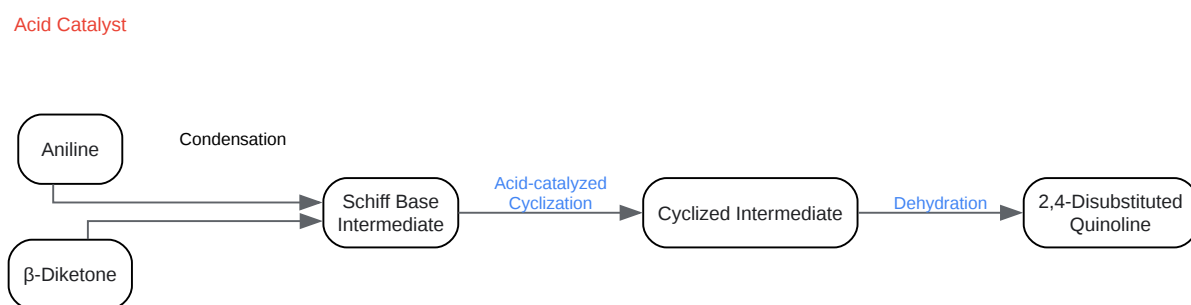 Acid Catalyst
Aniline
Condensation
β-Diketone
Schiff Base
Intermediate
Acid-catalyzed
Cyclization
Cyclized Intermediate
Dehydration
2,4-Disubstituted
Quinoline